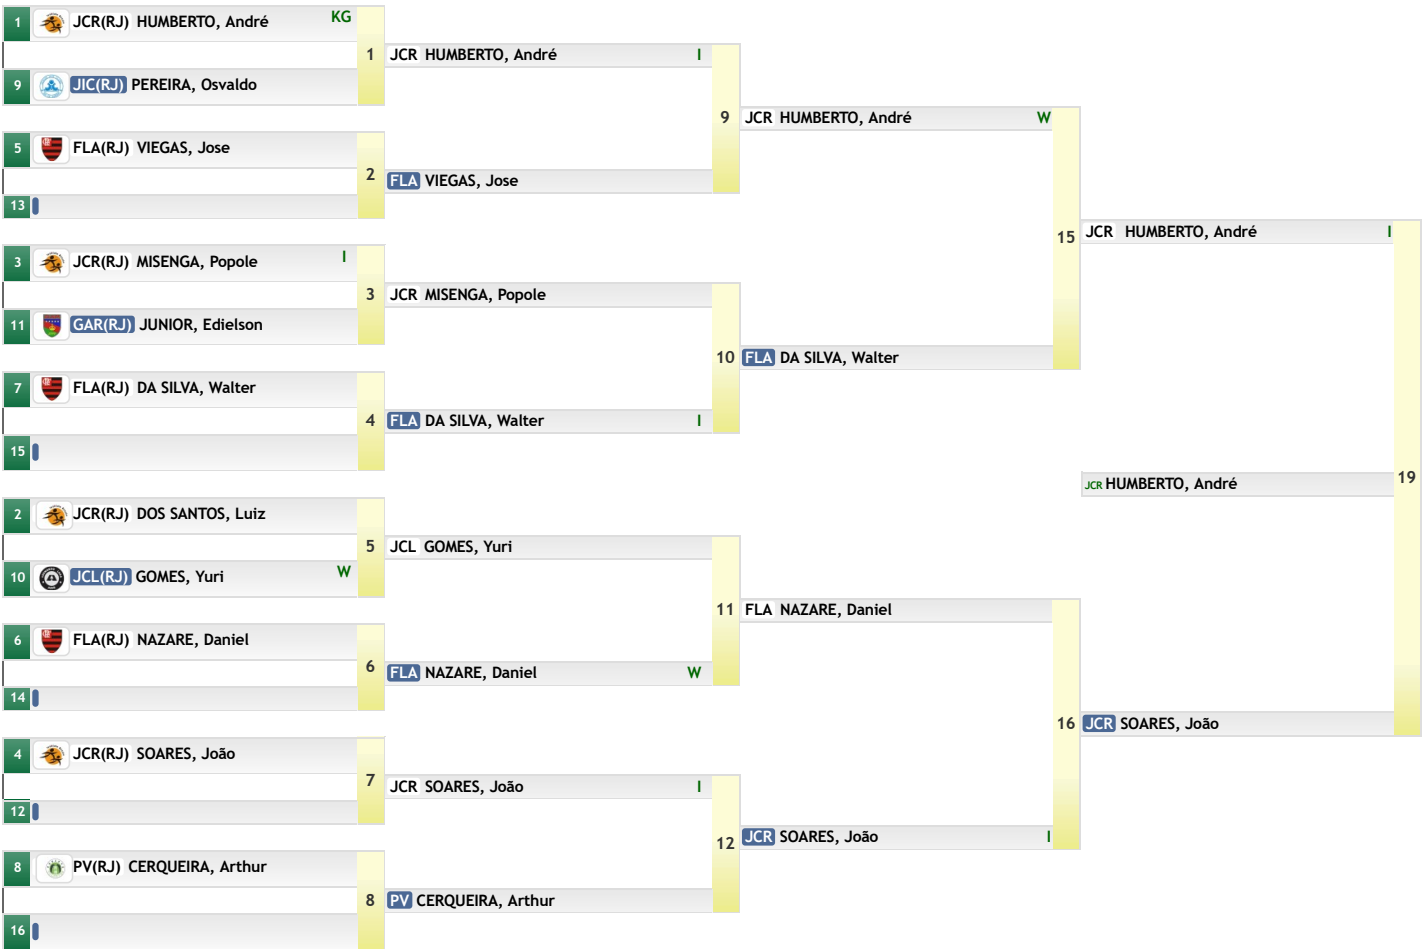 1 JCR(RJ) HUMBERTO, André KG
1 JCR HUMBERTO, André I
9 JIC(RJ) PEREIRA, Osvaldo
9 JCR HUMBERTO, André W
5 FLA(RJ) VIEGAS, Jose
2 FLA VIEGAS, Jose
13
15 JCR HUMBERTO, André I
3 JCR(RJ) MISENGA, Popole I
3 JCR MISENGA, Popole
11 GAR(RJ) JUNIOR, Edielson
10 FLA DA SILVA, Walter
7 FLA(RJ) DA SILVA, Walter
4 FLA DA SILVA, Walter I
15
JCR HUMBERTO, André 19
2 JCR(RJ) DOS SANTOS, Luiz
5 JCL GOMES, Yuri
10 JCL(RJ) GOMES, Yuri W
11 FLA NAZARE, Daniel
6 FLA(RJ) NAZARE, Daniel
6 FLA NAZARE, Daniel W
14
16 JCR SOARES, João
4 JCR(RJ) SOARES, João
7 JCR SOARES, João I
12
12 JCR SOARES, João I
8 PV(RJ) CERQUEIRA, Arthur
8 PV CERQUEIRA, Arthur
16